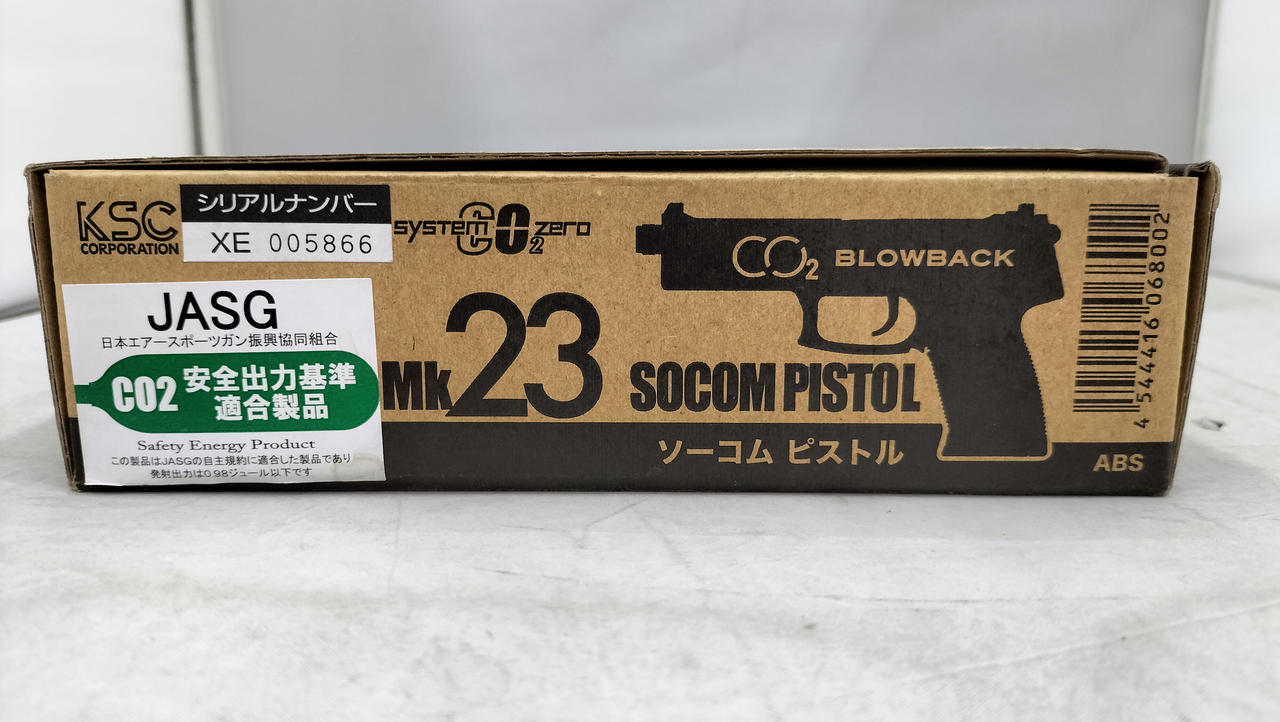 KSC
CORPORATION
シリアルナンバー
XE 005866
system CO2 zero
JASG
日本エアースポーツガン振興協同組合
CO2 安全出力基準
適合製品
Safety Energy Product
この製品はJASGの自主規約に適合した製品であり
発射出力は0.98ジュール以下です
Mk23
SOCOM PISTOL
ソーコム ピストル
CO2 BLOWBACK
4 544416 068002
ABS